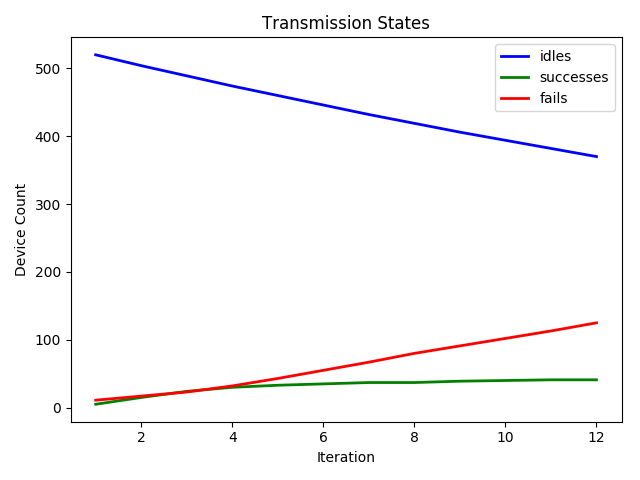 Transmission States
idles
successes
fails
Device Count
500
400
300
200
100
0
2 4 6 8 10 12
Iteration